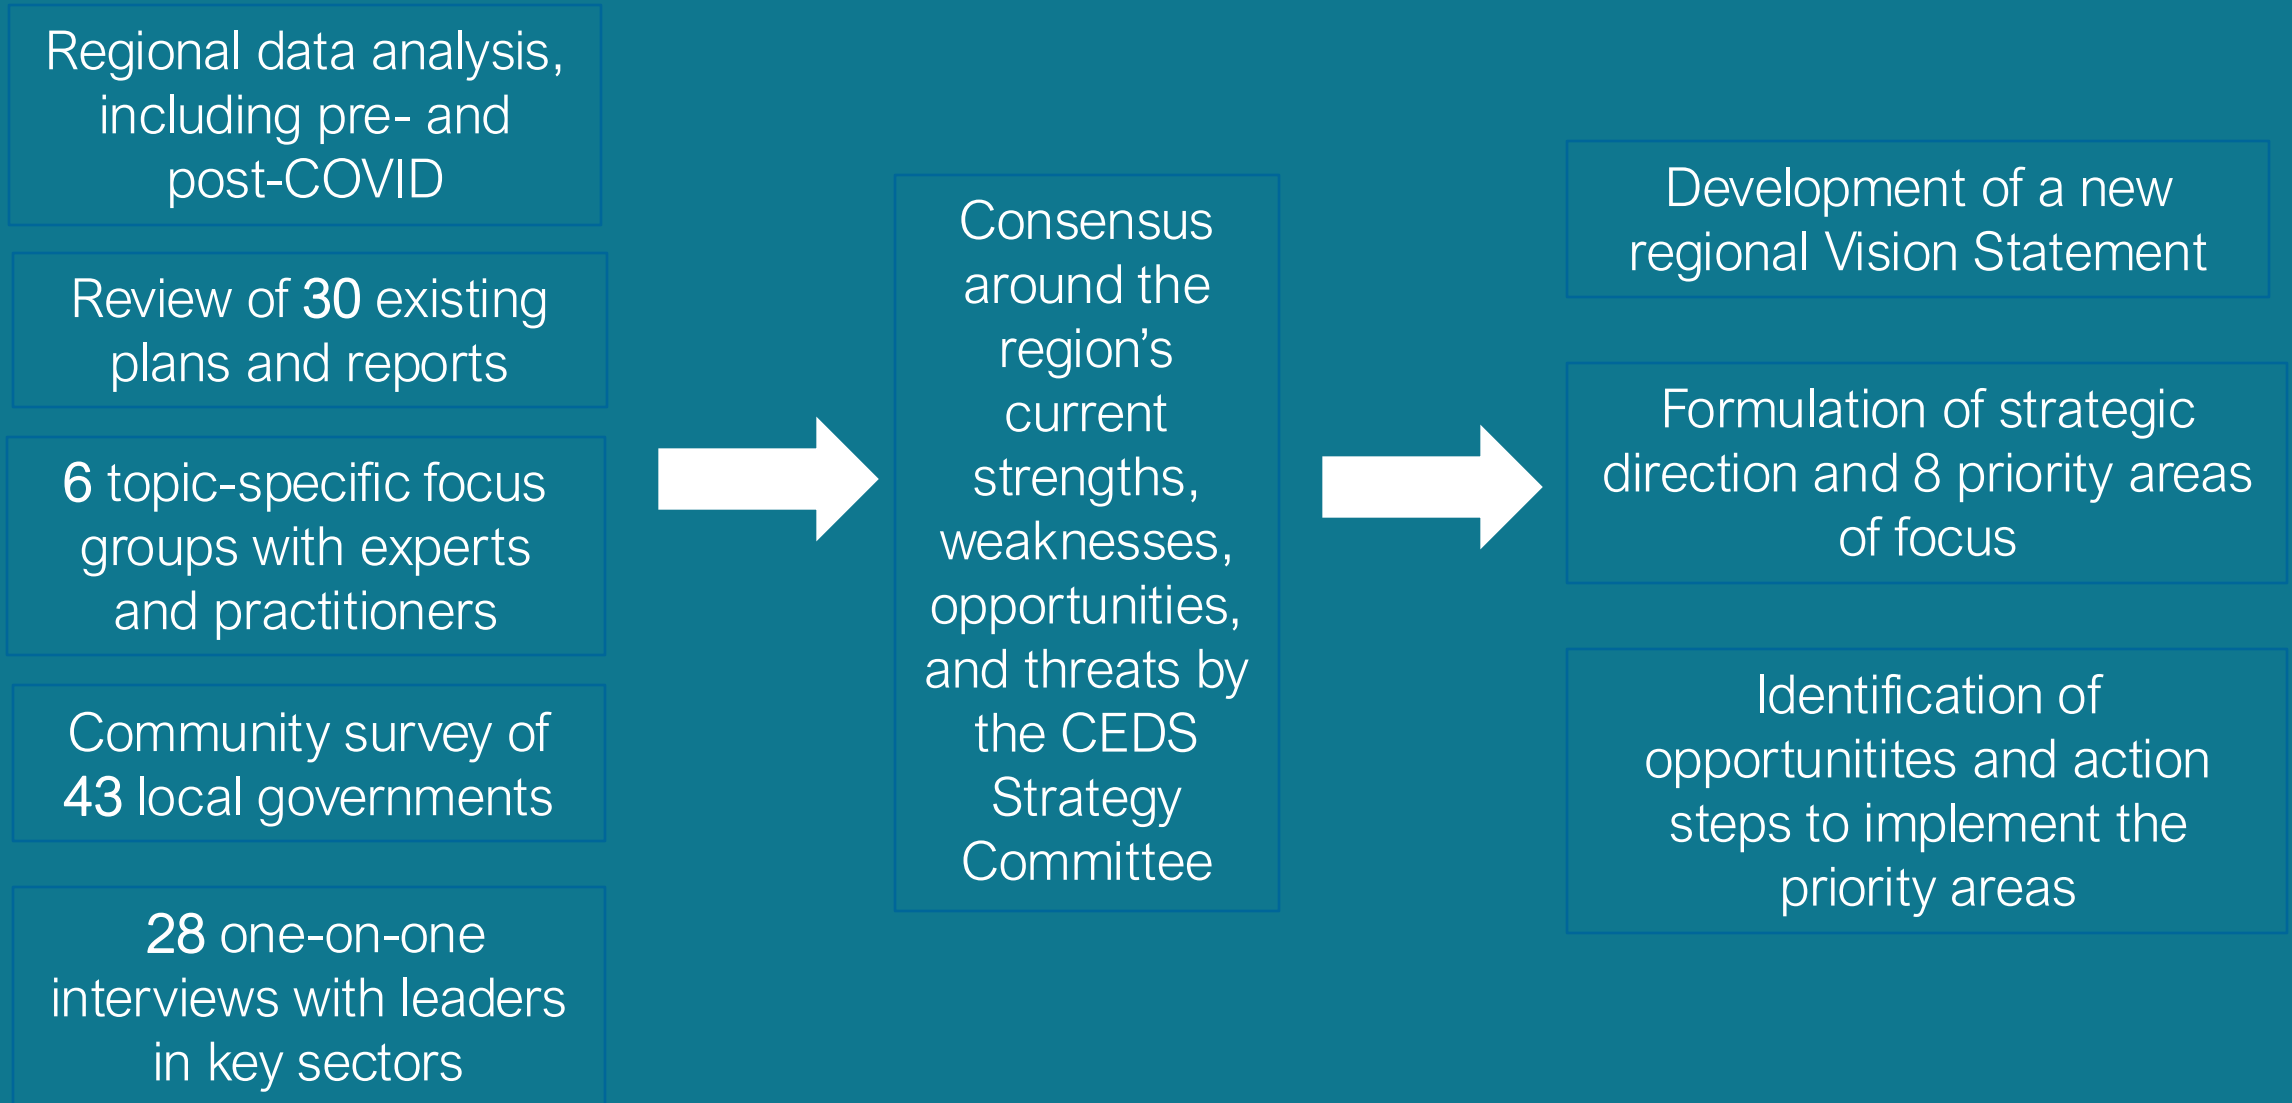 Regional data analysis,
including pre- and
post-COVID
Review of 30 existing
plans and reports
6 topic-specific focus
groups with experts
and practitioners
Community survey of
43 local governments
28 one-on-one
interviews with leaders
in key sectors
Consensus
around the
region’s
current
strengths,
weaknesses,
opportunities,
and threats by
the CEDS
Strategy
Committee
Development of a new
regional Vision Statement
Formulation of strategic
direction and 8 priority areas
of focus
Identification of
opportunitites and action
steps to implement the
priority areas